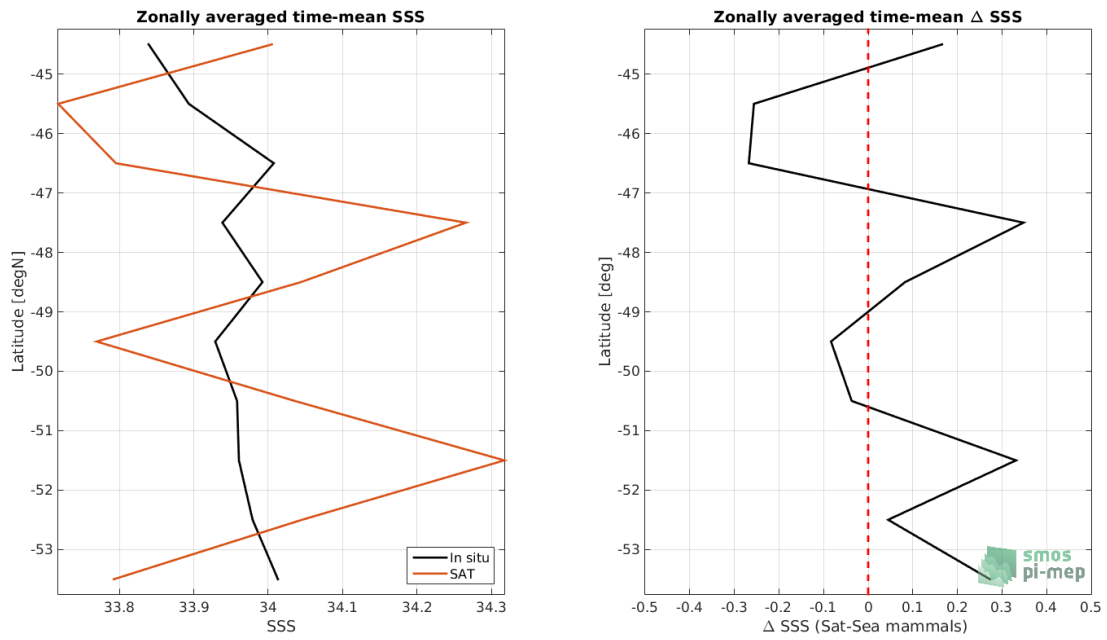 Zonally averaged time-mean SSS
-45
-46
-47
-48
-49
-50
-51
-52
-53
Latitude [degN]
In situ
SAT
33.8 33.9 34 34.1 34.2 34.3
SSS
Zonally averaged time-mean Δ SSS
-45
-46
-47
-48
-49
-50
-51
-52
-53
Latitude [deg]
smos
pi-mep
-0.5 -0.4 -0.3 -0.2 -0.1 0 0.1 0.2 0.3 0.4 0.5
Δ SSS (Sat-Sea mammals)